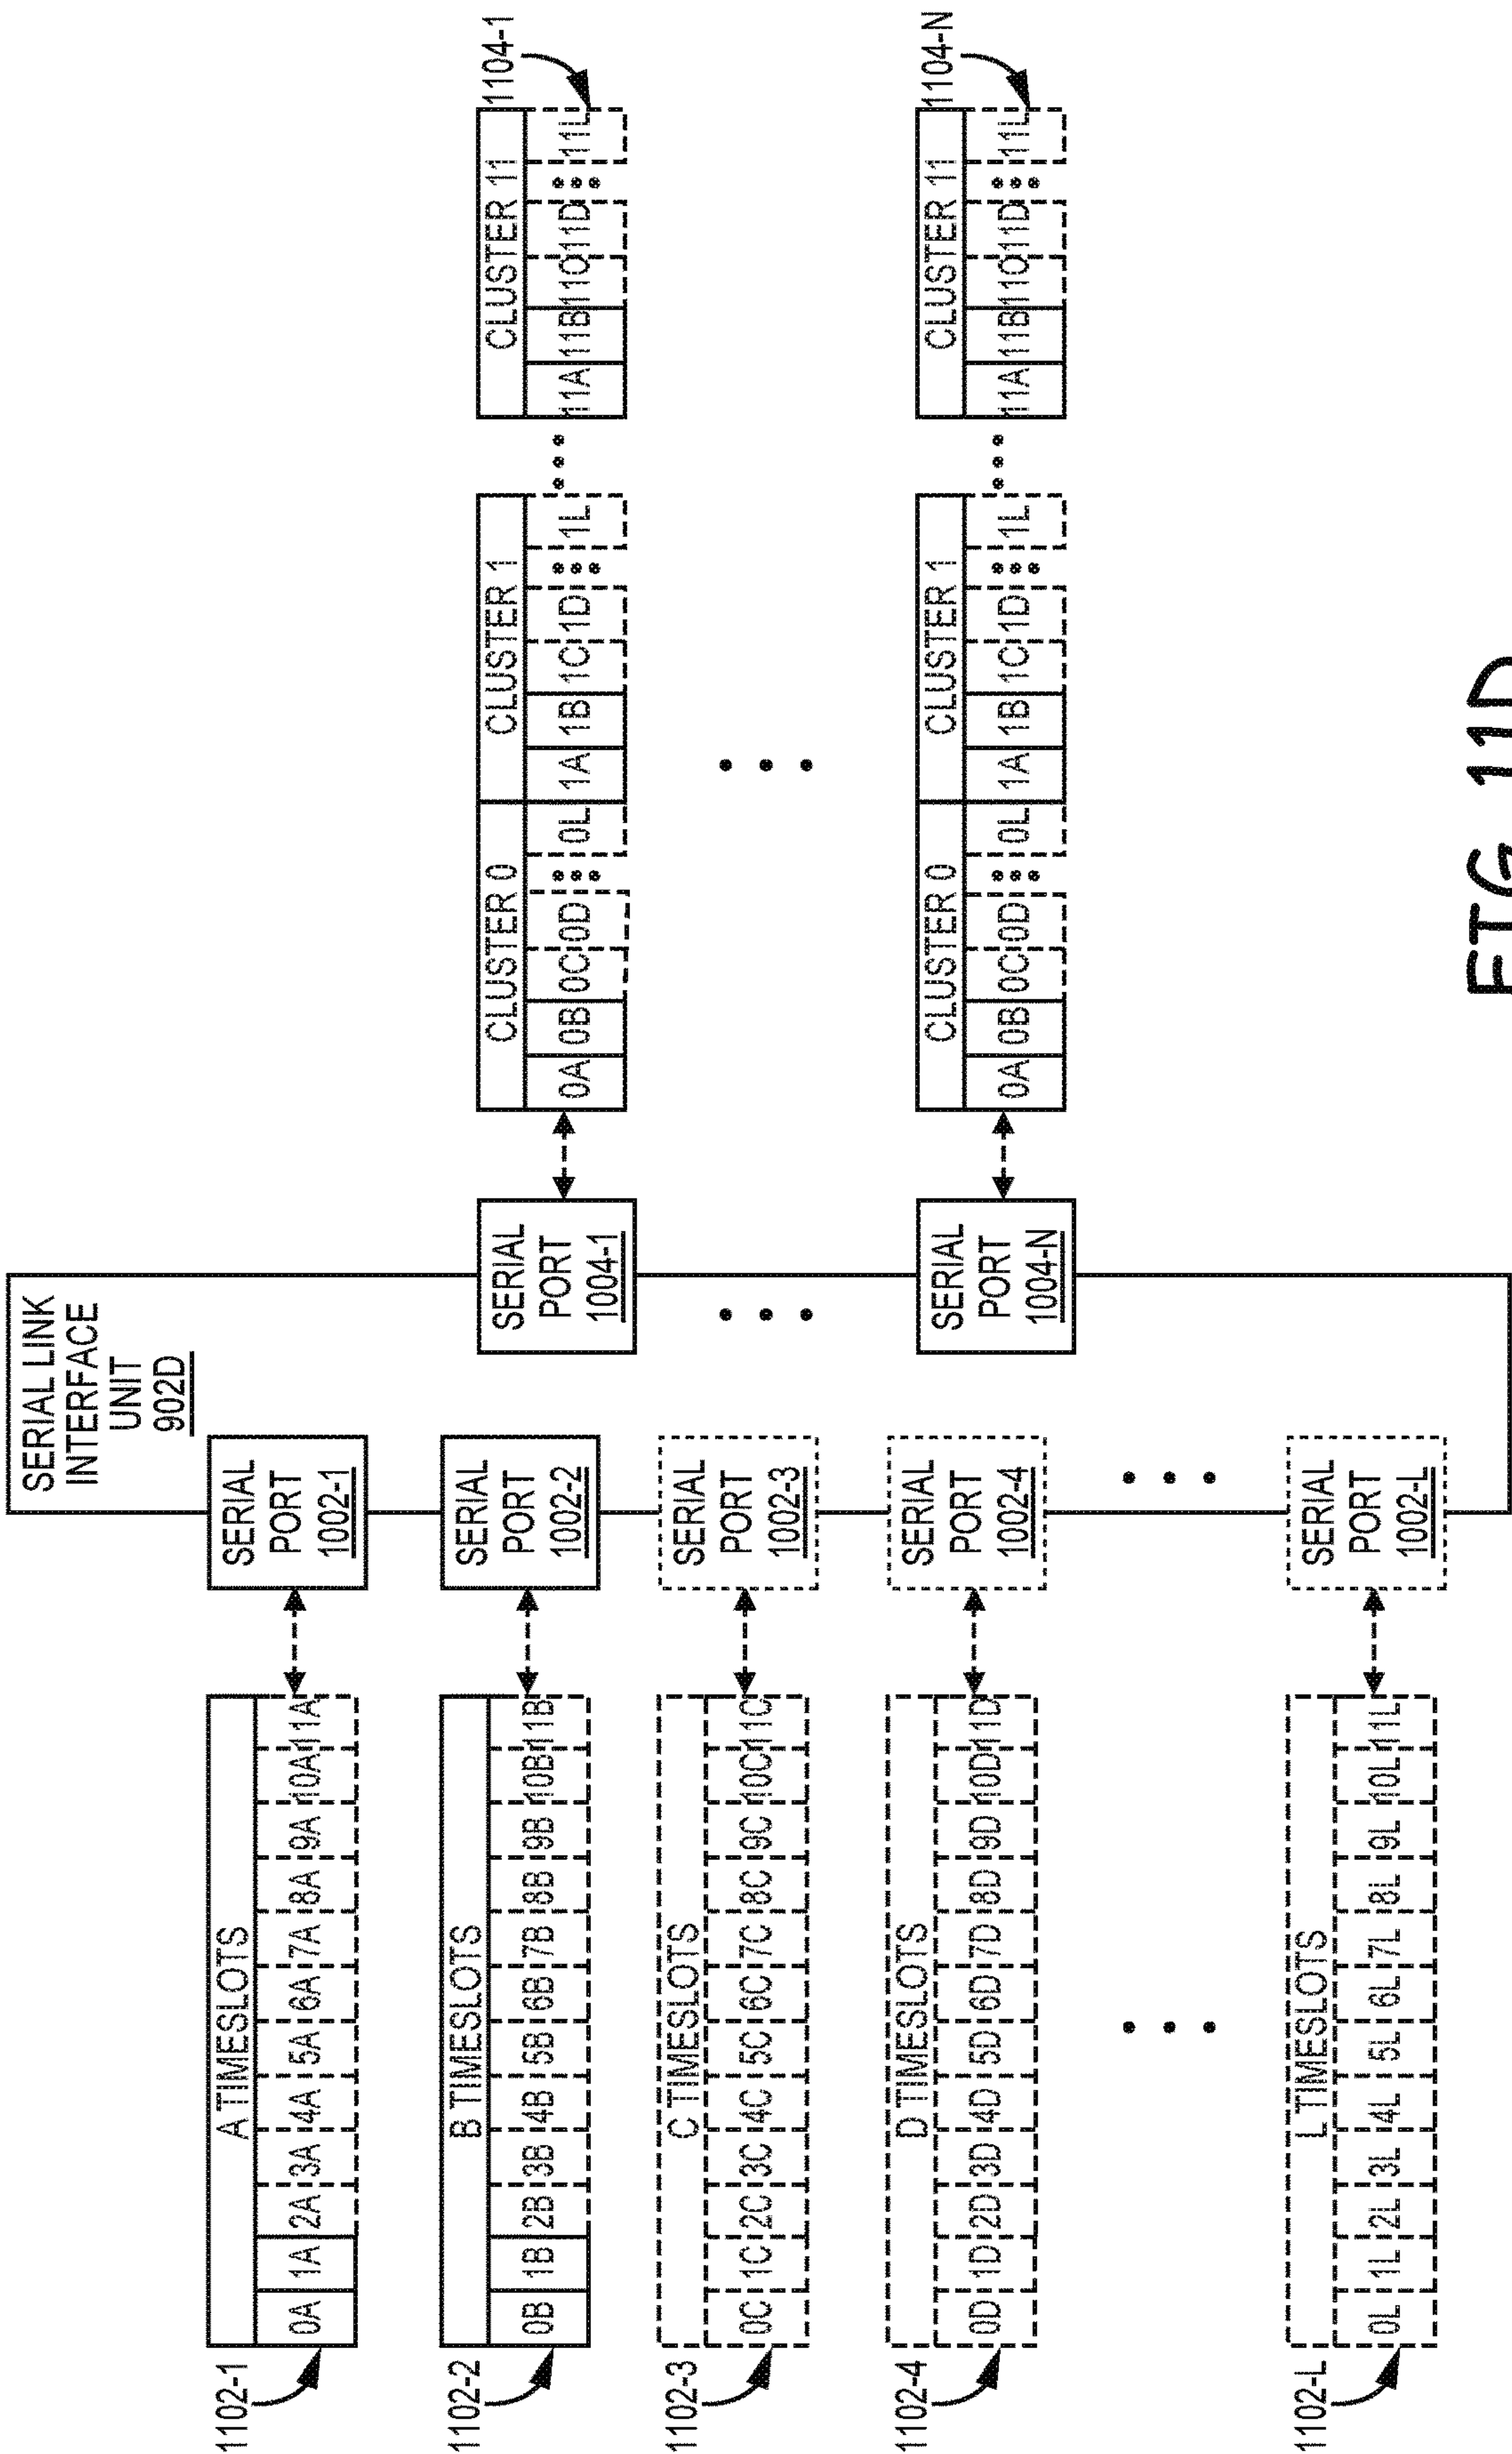 SERIAL LINK
INTERFACE
UNIT
902D
1102-1
A TIMESLOTS
0A 1A 2A 3A 4A 5A 6A 7A 8A 9A 10A 11A
SERIAL
PORT
1002-1
1102-2
B TIMESLOTS
0B 1B 2B 3B 4B 5B 6B 7B 8B 9B 10B 11B
SERIAL
PORT
1002-2
1102-3
C TIMESLOTS
0C 1C 2C 3C 4C 5C 6C 7C 8C 9C 10C 11C
SERIAL
PORT
1002-3
1102-4
D TIMESLOTS
0D 1D 2D 3D 4D 5D 6D 7D 8D 9D 10D 11D
SERIAL
PORT
1002-4
1102-L
L TIMESLOTS
0L 1L 2L 3L 4L 5L 6L 7L 8L 9L 10L 11L
SERIAL
PORT
1002-L
SERIAL
PORT
1004-1
CLUSTER 0 CLUSTER 1 CLUSTER 11
0A 0B 0C 0D ••• 0L 1A 1B 1C 1D ••• 1L ••• 11A 11B 11C 11D ••• 11L
1104-1
SERIAL
PORT
1004-N
CLUSTER 0 CLUSTER 1 CLUSTER 11
0A 0B 0C 0D ••• 0L 1A 1B 1C 1D ••• 1L ••• 11A 11B 11C 11D ••• 11L
1104-N
FIG 11D